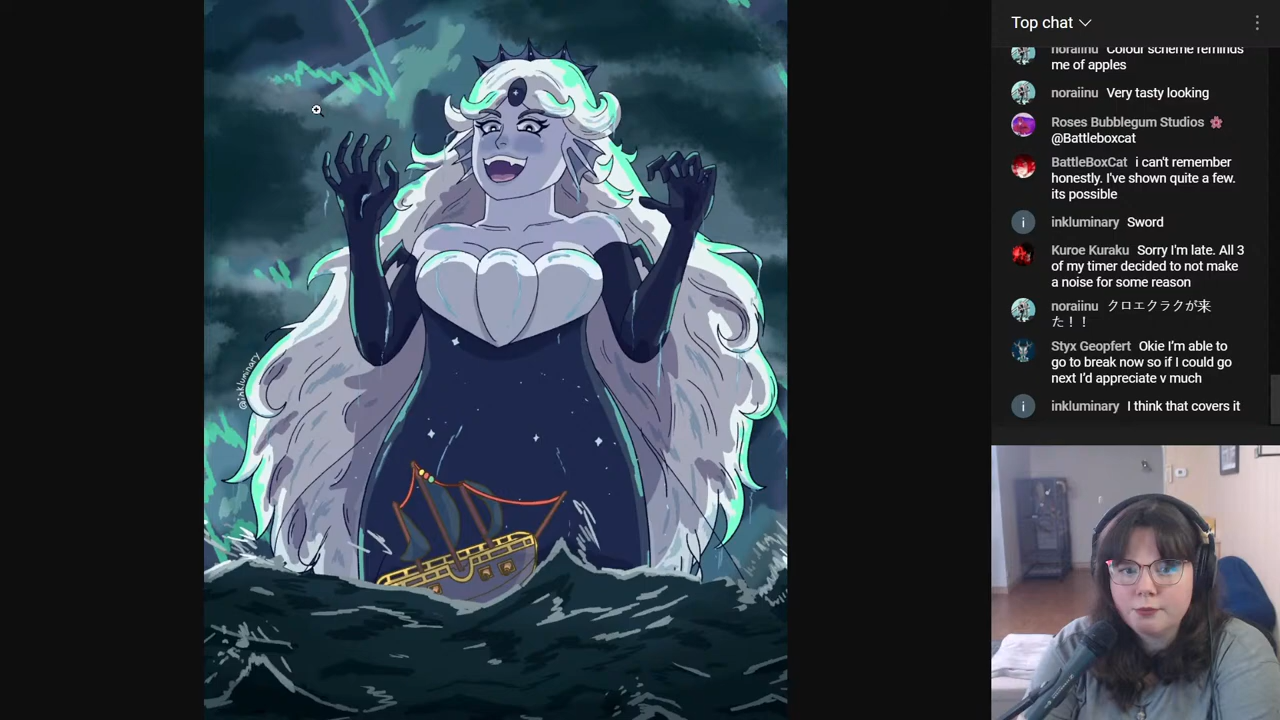 @inkluminary
Top chat
noraiinu Colour scheme reminds
me of apples
noraiinu Very tasty looking
Roses Bubblegum Studios
@Battleboxcat
BattleBoxCat i can't remember
honestly. I've shown quite a few.
its possible
i inkluminary Sword
Kuroe Kuraku Sorry I'm late. All 3
of my timer decided to not make
a noise for some reason
noraiinu クロエクラクが来
た！！
Styx Geopfert Okie I'm able to
go to break now so if I could go
next I'd appreciate v much
i inkluminary I think that covers it